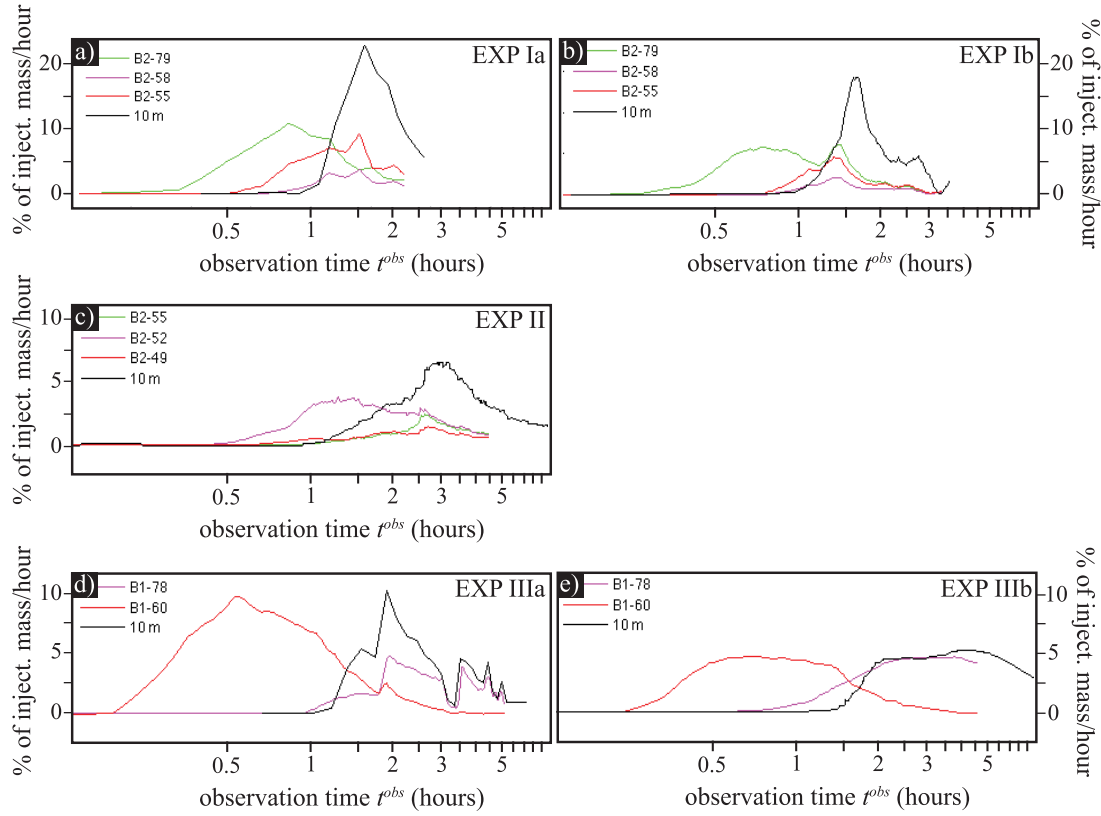 a)
EXP Ia
B2-79
B2-58
B2-55
10 m
20
10
0
% of inject. mass/hour
0.5 1 2 3 5
observation time t^obs (hours)
b)
EXP Ib
B2-79
B2-58
B2-55
10 m
20
10
0
% of inject. mass/hour
0.5 1 2 3 5
observation time t^obs (hours)
c)
EXP II
B2-55
B2-52
B2-49
10 m
10
5
0
% of inject. mass/hour
0.5 1 2 3 5
observation time t^obs (hours)
d)
EXP IIIa
B1-78
B1-60
10 m
10
5
0
% of inject. mass/hour
0.5 1 2 3 5
observation time t^obs (hours)
e)
EXP IIIb
B1-78
B1-60
10 m
10
5
0
% of inject. mass/hour
0.5 1 2 3 5
observation time t^obs (hours)